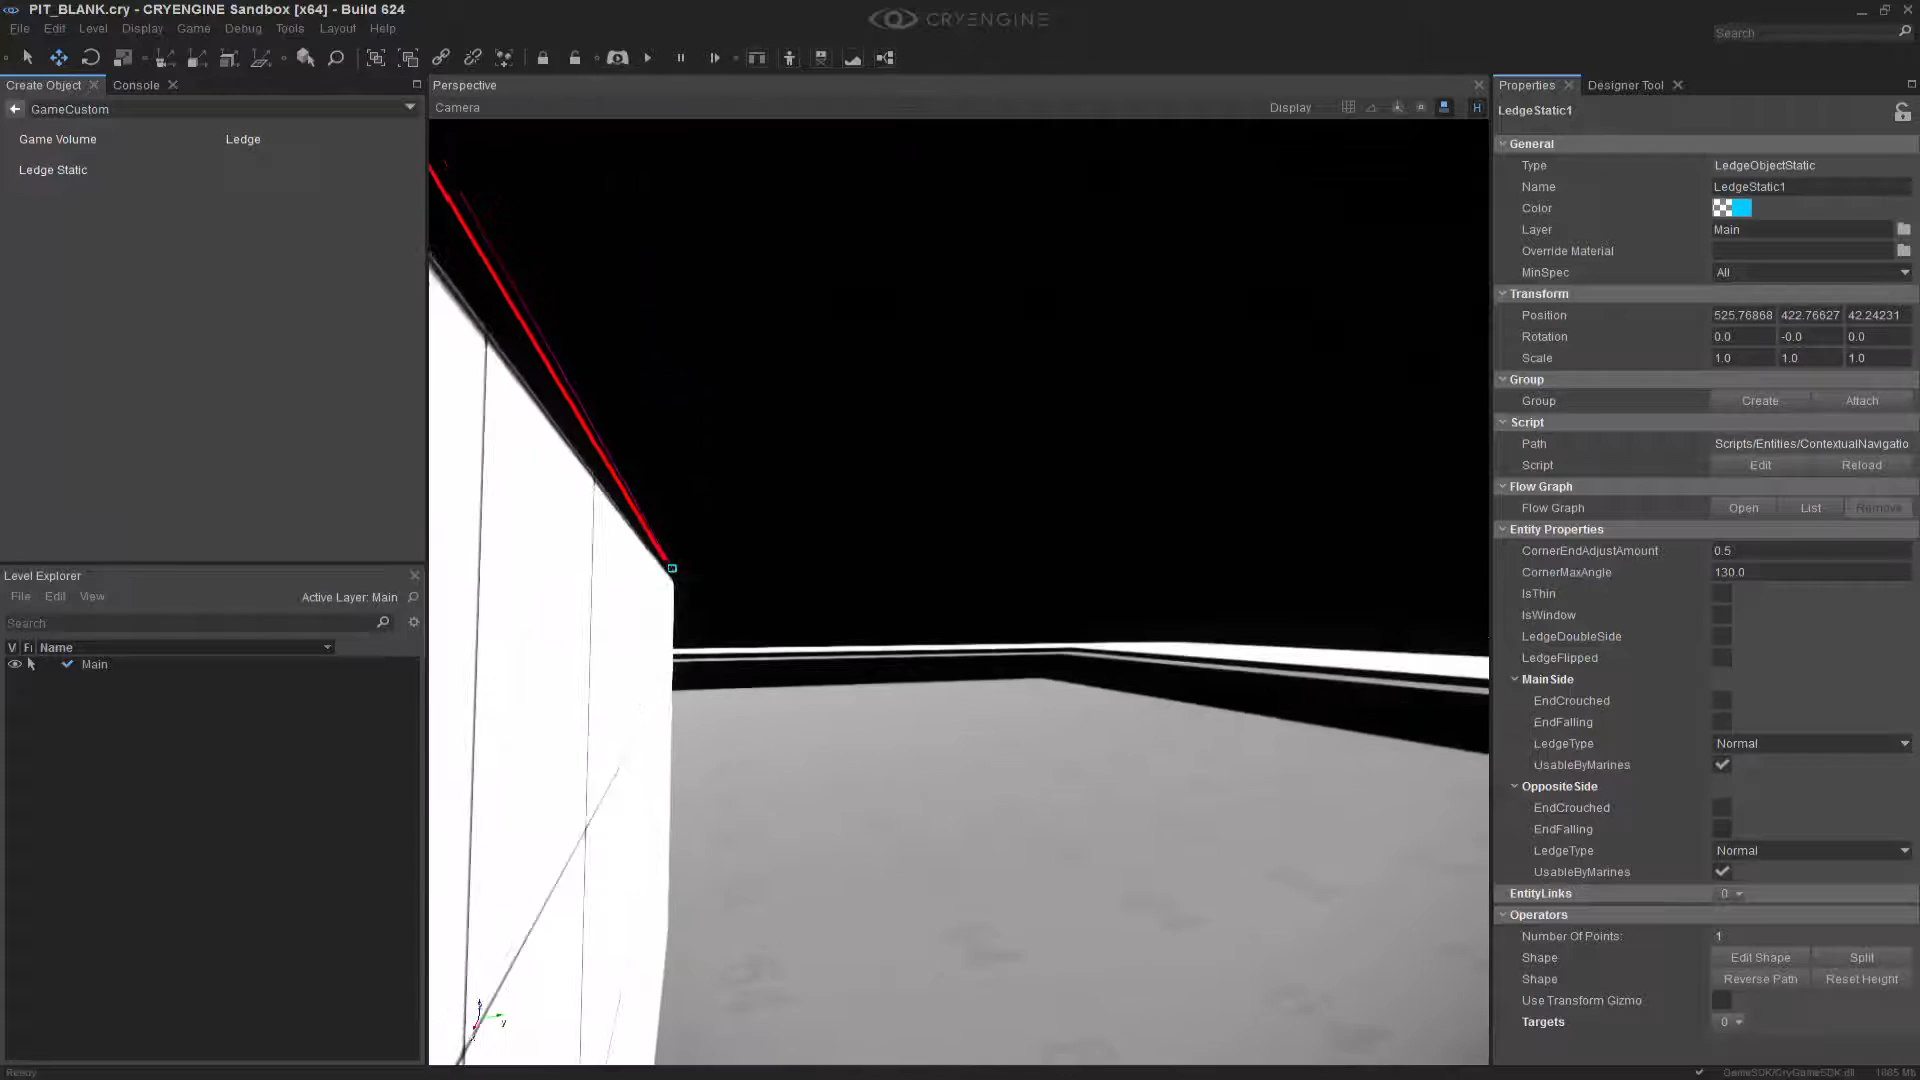 PIT_BLANK.cry - CRYENGINE Sandbox [x64] - Build 624
CRYENGINE
File Edit Level Display Game Debug Tools Layout Help
Search
Create Object Console
GameCustom
Game Volume Ledge
Ledge Static
Perspective
Camera Display H
Level Explorer
File Edit View Active Layer: Main
Search
V Fi Name
Main
y
Properties Designer Tool
LedgeStatic1
General
Type LedgeObjectStatic
Name LedgeStatic1
Color
Layer Main
Override Material
MinSpec All
Transform
Position 525.76868 422.76627 42.24231
Rotation 0.0 -0.0 0.0
Scale 1.0 1.0 1.0
Group
Group Create Attach
Script
Path Scripts/Entities/ContextualNavigatio
Script Edit Reload
Flow Graph
Flow Graph Open List Remove
Entity Properties
CornerEndAdjustAmount 0.5
CornerMaxAngle 130.0
IsThin
IsWindow
LedgeDoubleSide
LedgeFlipped
MainSide
EndCrouched
EndFalling
LedgeType Normal
UsableByMarines
OppositeSide
EndCrouched
EndFalling
LedgeType Normal
UsableByMarines
EntityLinks 0
Operators
Number Of Points: 1
Shape Edit Shape Split
Shape Reverse Path Reset Height
Use Transform Gizmo
Targets 0
Ready GameSDK/CryGameSDK.dll 1885 Mb